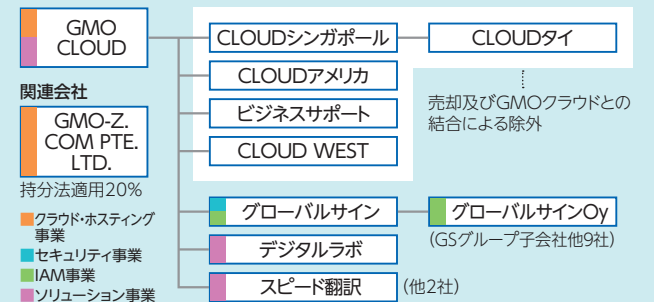 GMO
CLOUD
CLOUDシンガポール
CLOUDタイ
CLOUDアメリカ
関連会社
売却及びGMOクラウドとの
結合による除外
ビジネスサポート
GMO-Z.
COM PTE.
LTD.
CLOUD WEST
持分法適用20%
クラウド・ホスティング
事業
セキュリティ事業
IAM事業
ソリューション事業
グローバルサイン
グローバルサインOy
(GSグループ子会社他9社)
デジタルラボ
スピード翻訳
(他2社)